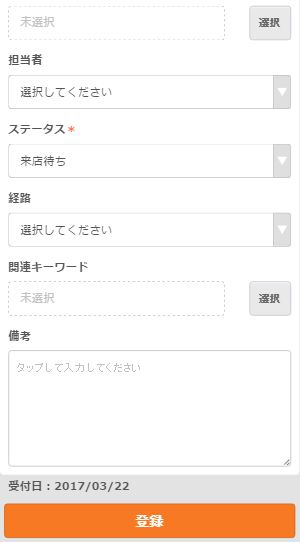 未選択
選択
担当者
選択してください
ステータス*
来店待ち
経路
選択してください
関連キーワード
未選択
選択
備考
タップして入力してください
受付日：2017/03/22
登録